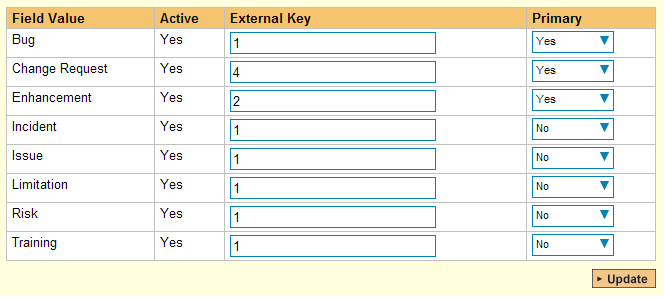 Field Value Active External Key Primary
Bug Yes 1 Yes
Change Request Yes 4 Yes
Enhancement Yes 2 Yes
Incident Yes 1 No
Issue Yes 1 No
Limitation Yes 1 No
Risk Yes 1 No
Training Yes 1 No
Update